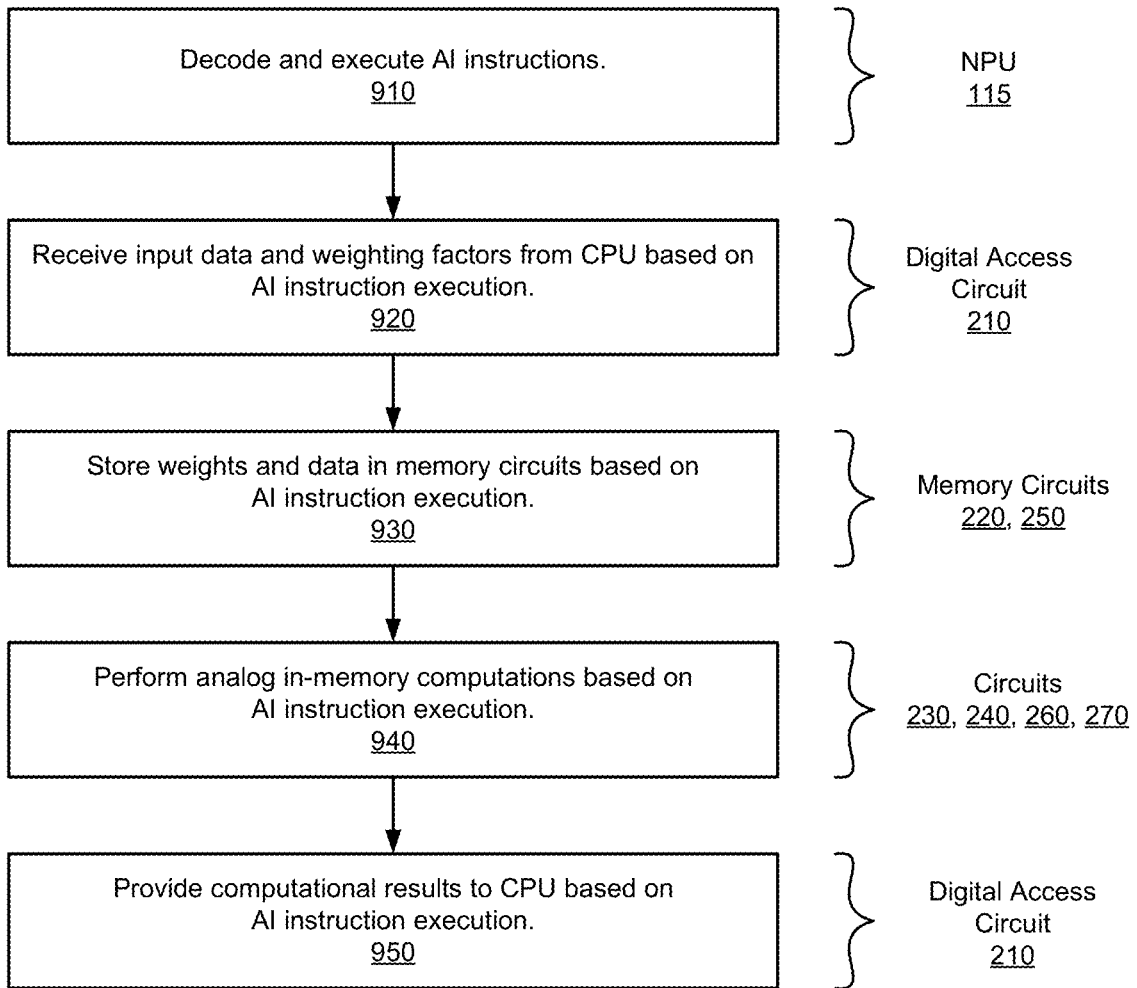 Decode and execute AI instructions.
910
NPU
115
Receive input data and weighting factors from CPU based on
AI instruction execution.
920
Digital Access
Circuit
210
Store weights and data in memory circuits based on
AI instruction execution.
930
Memory Circuits
220, 250
Perform analog in-memory computations based on
AI instruction execution.
940
Circuits
230, 240, 260, 270
Provide computational results to CPU based on
AI instruction execution.
950
Digital Access
Circuit
210